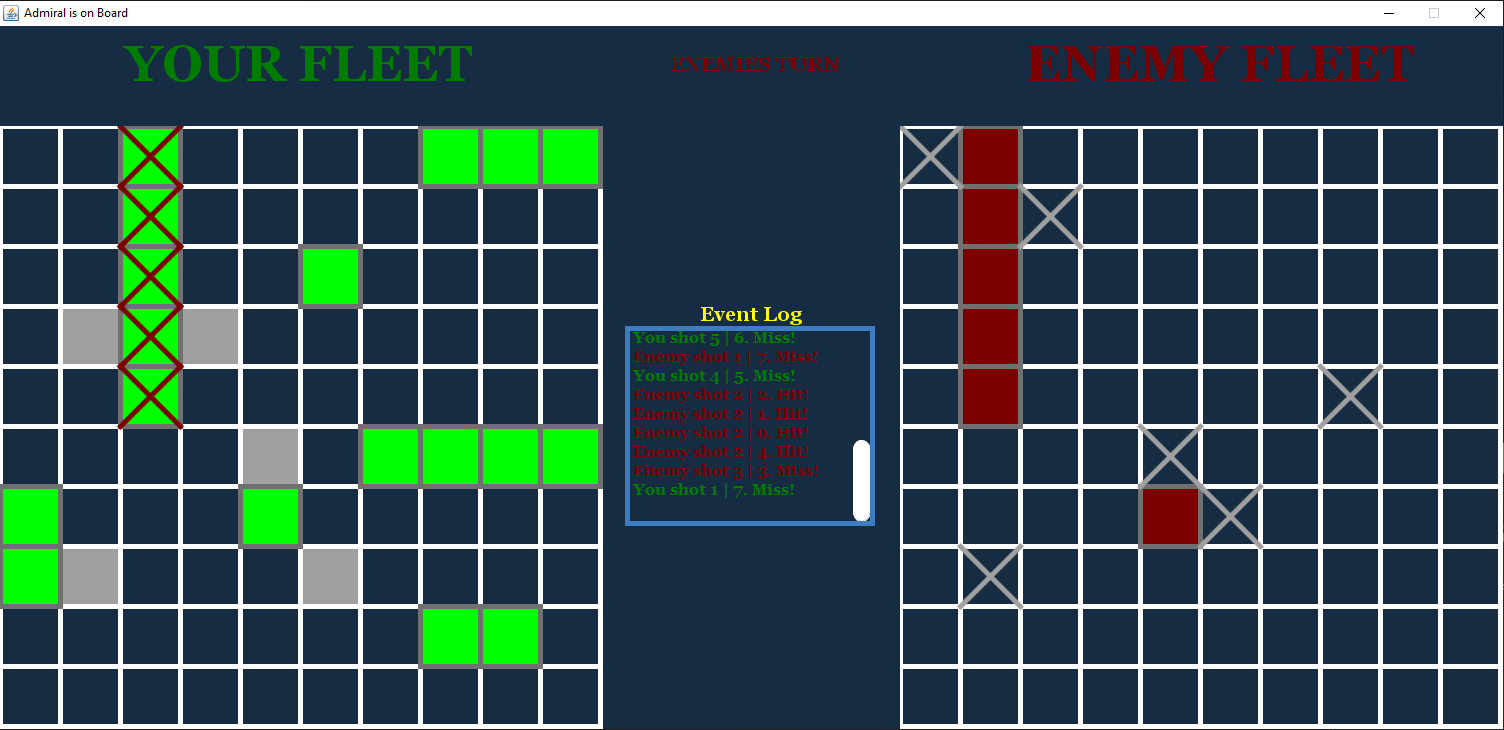 Admiral is on Board
YOUR FLEET
ENEMIES TURN
ENEMY FLEET
Event Log
You shot 5 | 6. Miss!
Enemy shot 1 | 7. Miss!
You shot 4 | 5. Miss!
Enemy shot 2 | 2. Hit!
Enemy shot 2 | 1. Hit!
Enemy shot 2 | 0. Hit!
Enemy shot 2 | 4. Hit!
Enemy shot 3 | 3. Miss!
You shot 1 | 7. Miss!